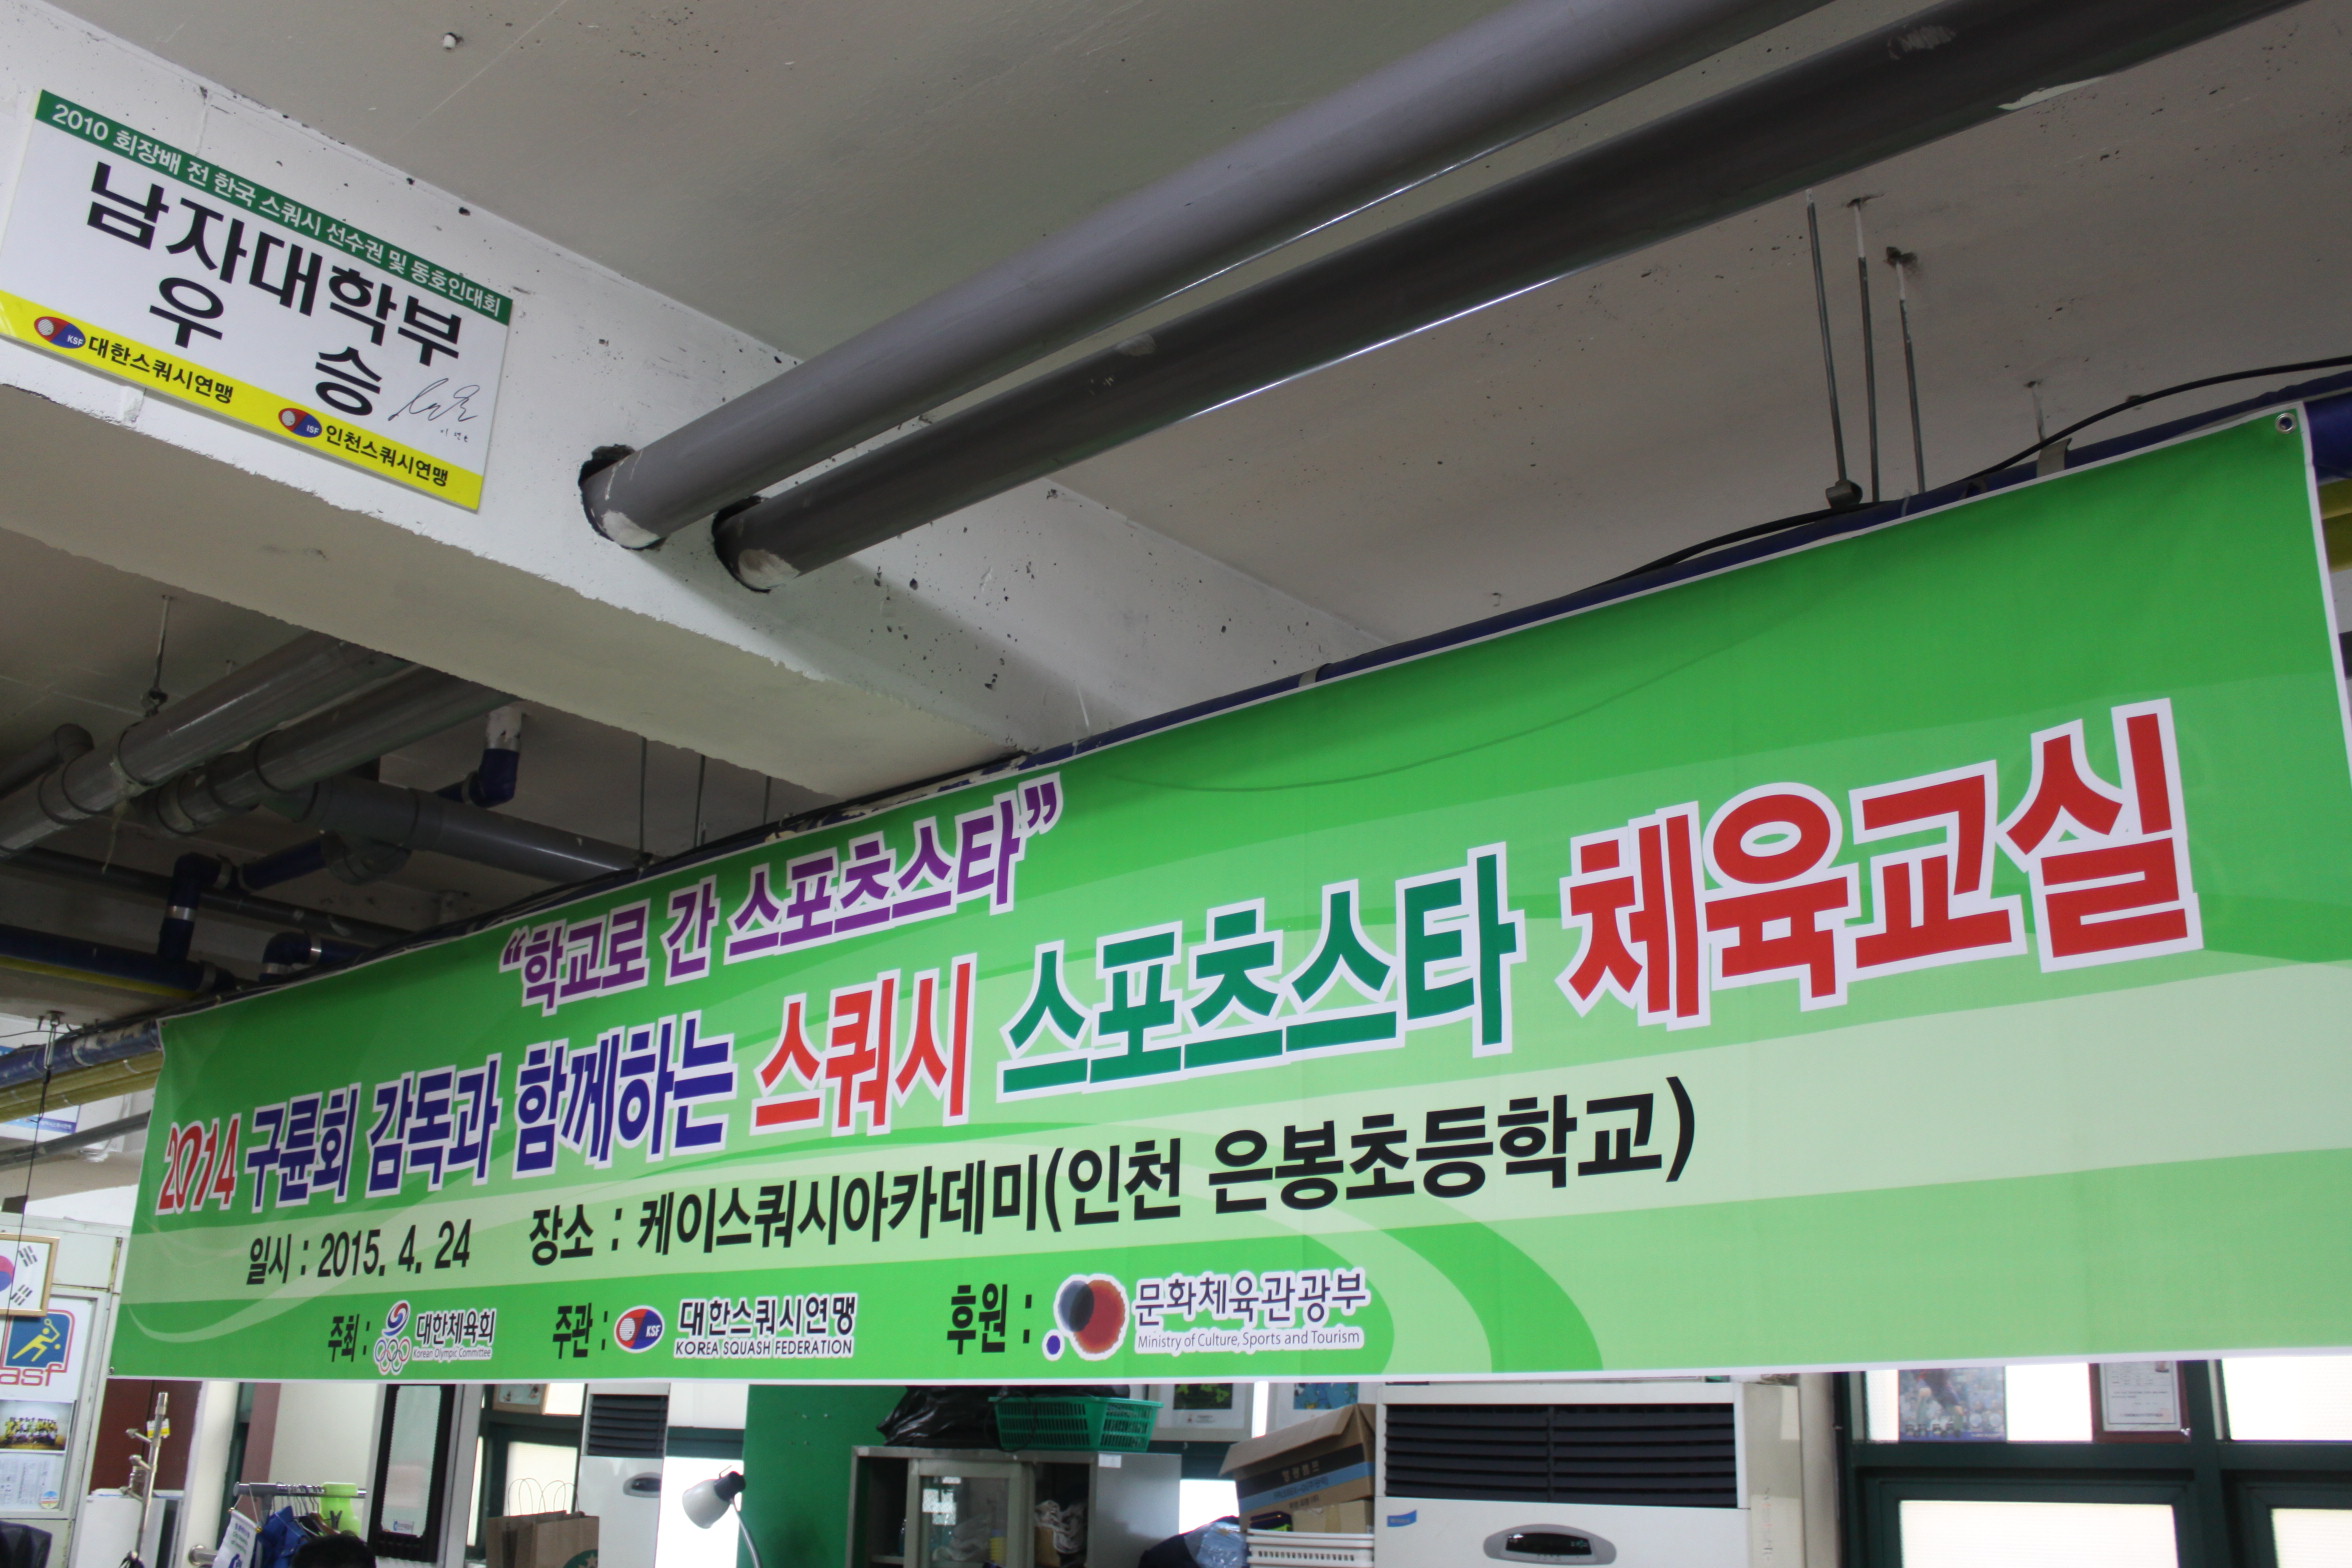 2010 회장배 전 한국 스쿼시 선수권 및 동호인대회
남자대학부
우 승
KSF 대한스쿼시연맹
ISF 인천스쿼시연맹
“학교로 간 스포츠스타”
2014 구륜회 감독과 함께하는 스쿼시 스포츠스타 체육교실
일시 : 2015. 4. 24 장소 : 케이스쿼시아카데미(인천 은봉초등학교)
주최 : 대한체육회 주관 : KSF 대한스쿼시연맹 후원 : 문화체육관광부
Korean Olympic Committee KOREA SQUASH FEDERATION Ministry of Culture, Sports and Tourism
asf